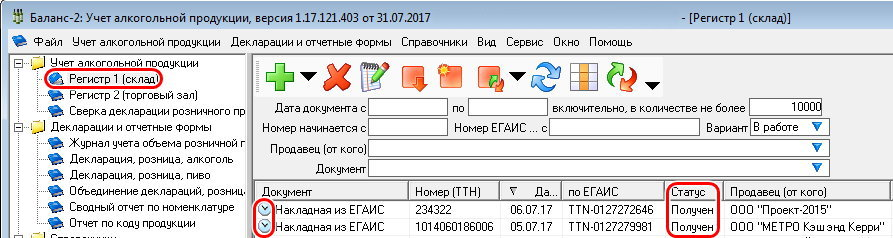 Баланс-2: Учет алкогольной продукции, версия 1.17.121.403 от 31.07.2017 - [Регистр 1 (склад)]
Файл Учет алкогольной продукции Декларации и отчетные формы Справочники Вид Сервис Окно Помощь
Учет алкогольной продукции
Регистр 1 (склад)
Регистр 2 (торговый зал)
Сверка декларации розничного пр
Декларации и отчетные формы
Журнал учета объема розничной г
Декларация, розница, алкоголь
Декларация, розница, пиво
Объединение деклараций, розница
Сводный отчет по номенклатуре
Отчет по коду продукции
Дата документа с по включительно, в количестве не более 10000
Номер начинается с Номер ЕГАИС ... с Вариант В работе
Продавец (от кого)
Документ
Документ Номер (ТТН) Да... по ЕГАИС Статус Продавец (от кого)
Накладная из ЕГАИС 234322 06.07.17 TTN-0127272646 Получен ООО "Проект-2015"
Накладная из ЕГАИС 1014060186006 05.07.17 TTN-0127279981 Получен ООО "МЕТРО Кэш энд Керри"